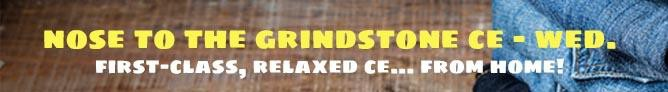 NOSE TO THE GRINDSTONE CE - WED.
FIRST-CLASS, RELAXED CE... FROM HOME!